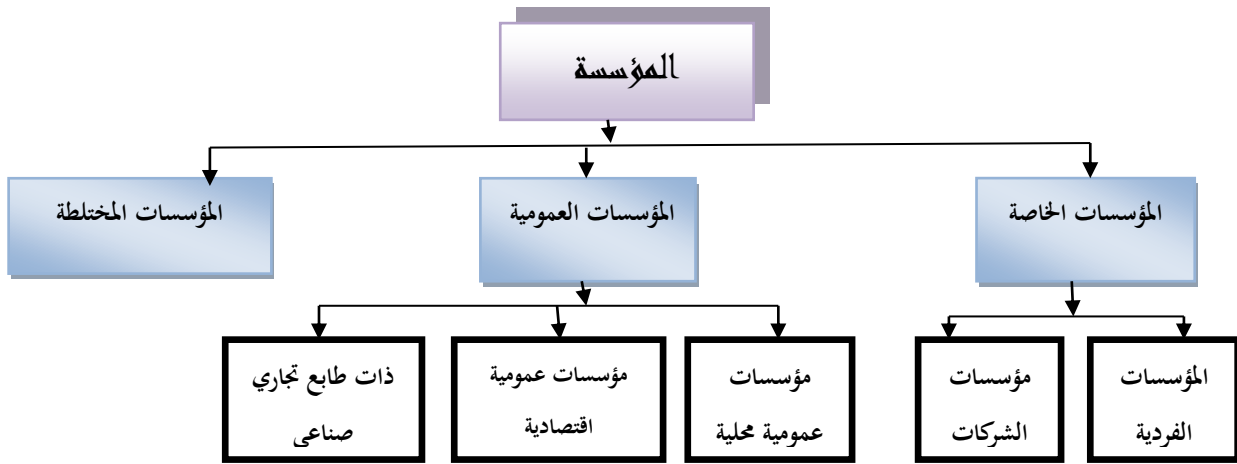 المؤسسة
المؤسسات الخاصة
المؤسسات العمومية
المؤسسات المختلطة
المؤسسات
الفردية
مؤسسات
الشركات
مؤسسات
عمومية محلية
مؤسسات عمومية
اقتصادية
ذات طابع تجاري
صناعي